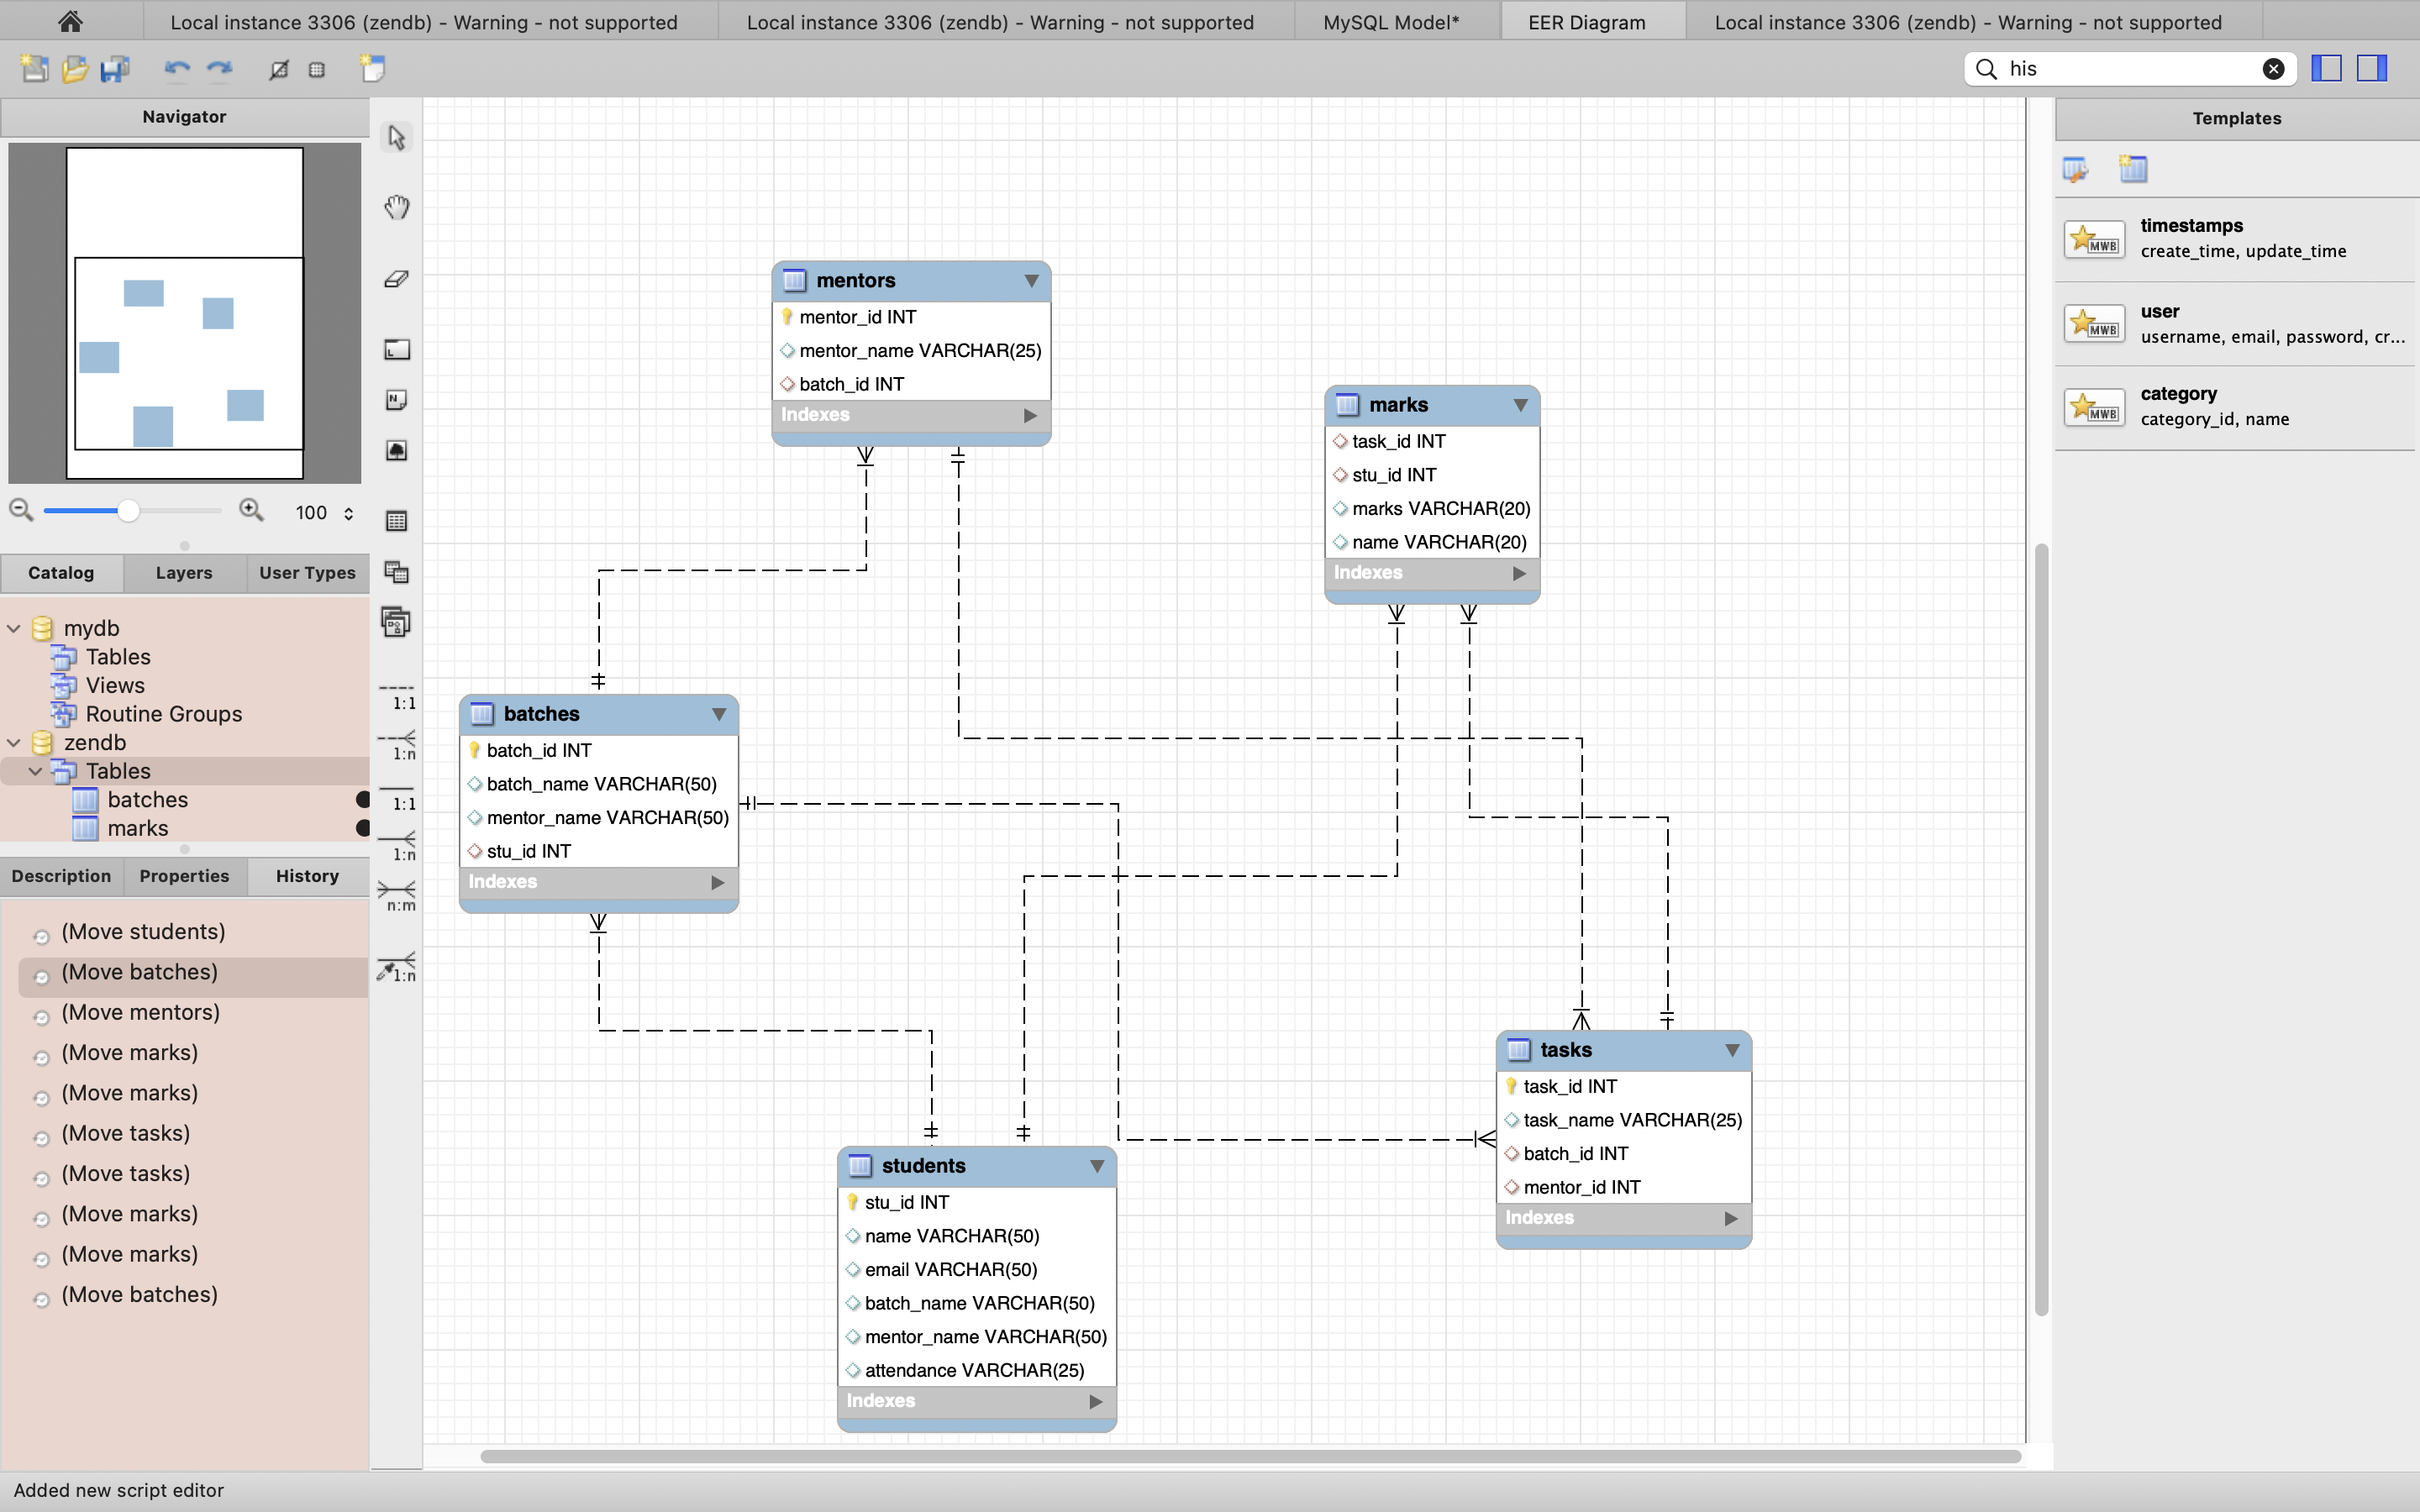 Local instance 3306 (zendb) - Warning - not supported
Local instance 3306 (zendb) - Warning - not supported
MySQL Model*
EER Diagram
Local instance 3306 (zendb) - Warning - not supported
his
Navigator
100
Catalog
Layers
User Types
mydb
Tables
Views
Routine Groups
zendb
Tables
batches
marks
Description
Properties
History
(Move students)
(Move batches)
(Move mentors)
(Move marks)
(Move marks)
(Move tasks)
(Move tasks)
(Move marks)
(Move marks)
(Move batches)
1:1
1:n
1:1
1:n
n:m
1:n
mentors
mentor_id INT
mentor_name VARCHAR(25)
batch_id INT
Indexes
marks
task_id INT
stu_id INT
marks VARCHAR(20)
name VARCHAR(20)
Indexes
batches
batch_id INT
batch_name VARCHAR(50)
mentor_name VARCHAR(50)
stu_id INT
Indexes
tasks
task_id INT
task_name VARCHAR(25)
batch_id INT
mentor_id INT
Indexes
students
stu_id INT
name VARCHAR(50)
email VARCHAR(50)
batch_name VARCHAR(50)
mentor_name VARCHAR(50)
attendance VARCHAR(25)
Indexes
Templates
MWB
timestamps
create_time, update_time
MWB
user
username, email, password, cr...
MWB
category
category_id, name
Added new script editor